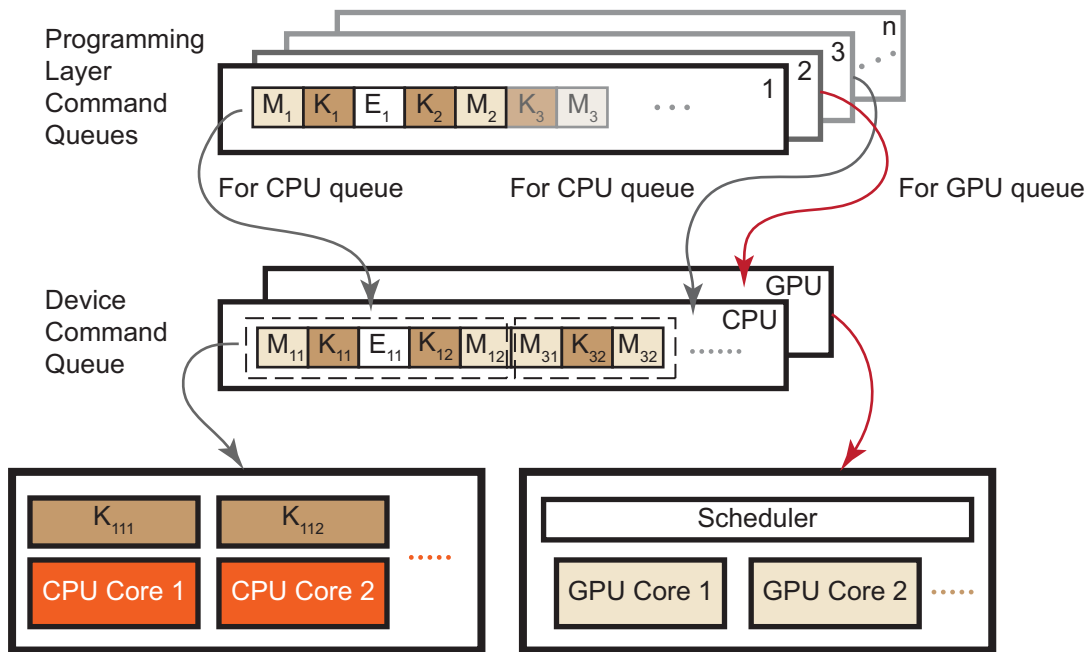 Programming
Layer
Command
Queues
n
3
2
1
M₁ K₁ E₁ K₂ M₂ K₃ M₃
For CPU queue
For CPU queue
For GPU queue
Device
Command
Queue
GPU
CPU
M₁₁ K₁₁ E₁₁ K₁₂ M₁₂ M₃₁ K₃₂ M₃₂
K₁₁₁
K₁₁₂
CPU Core 1
CPU Core 2
Scheduler
GPU Core 1
GPU Core 2